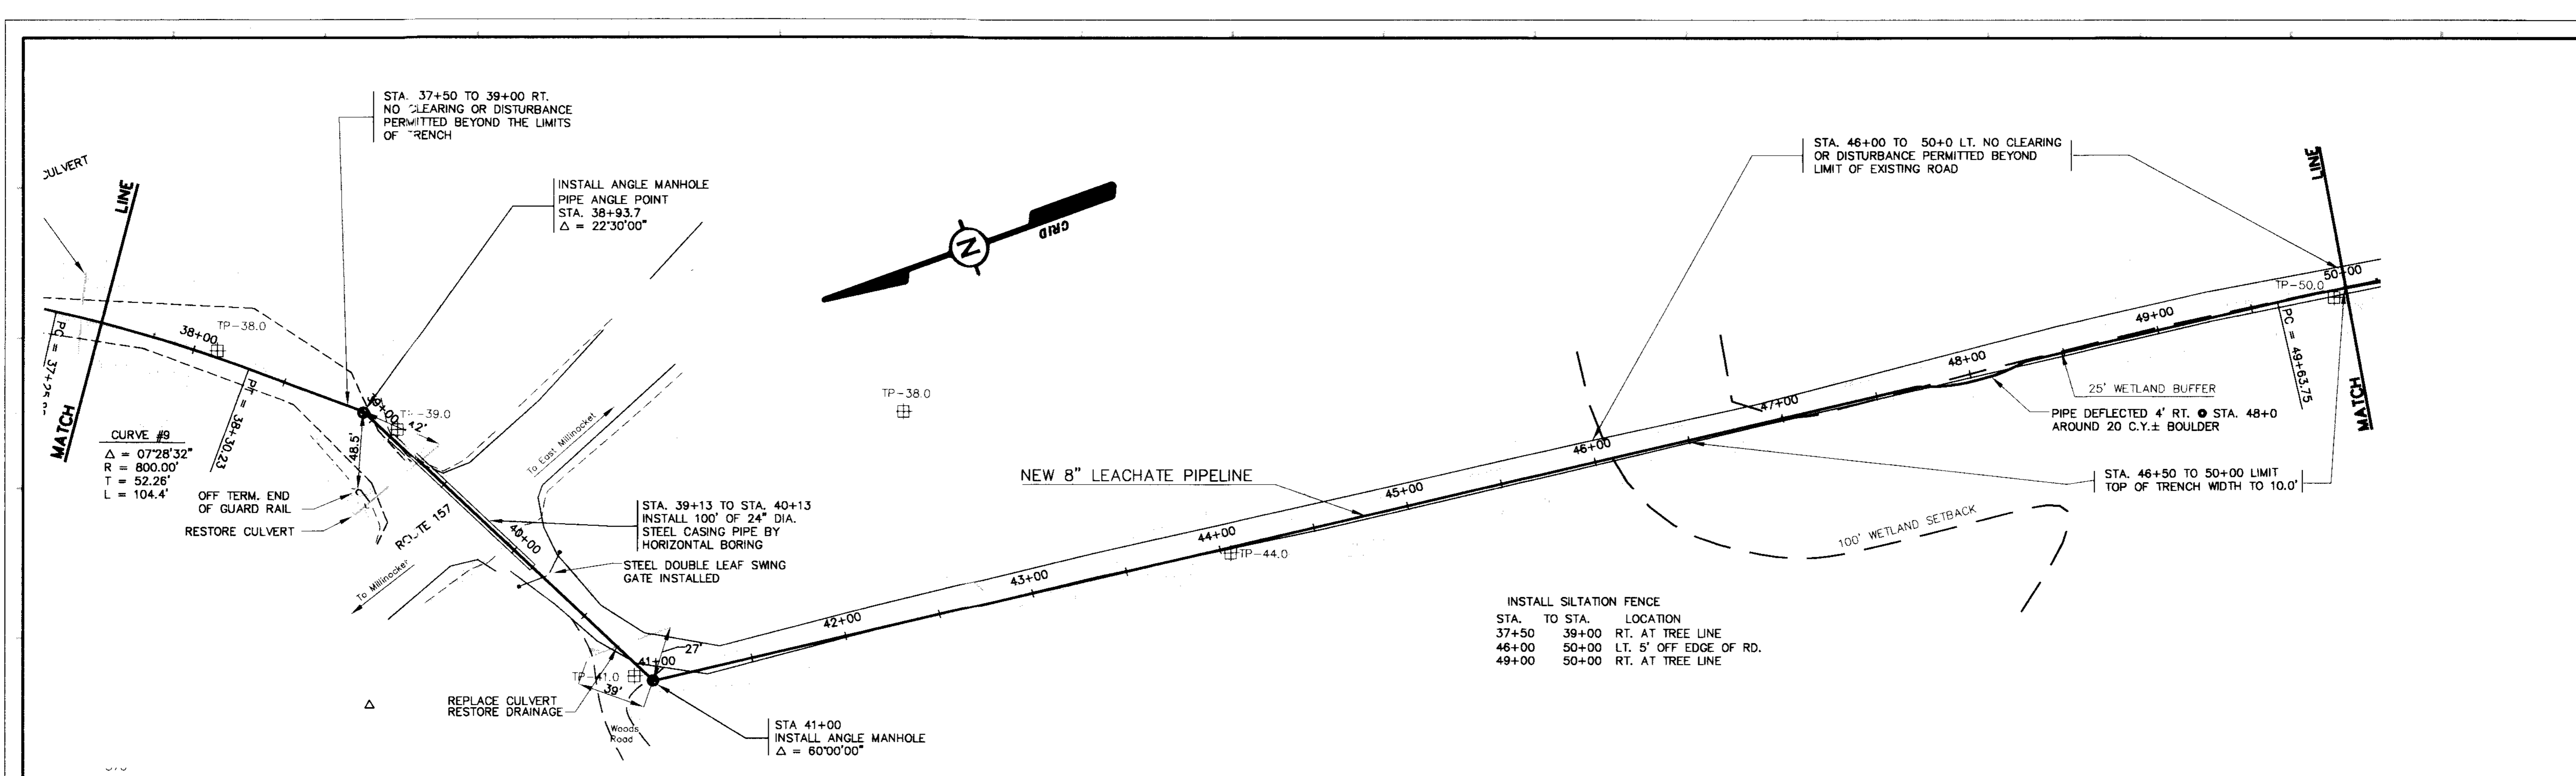 STA. 37+50 TO 39+00 RT.
NO CLEARING OR DISTURBANCE
PERMITTED BEYOND THE LIMITS
OF TRENCH
CULVERT
LINE
INSTALL ANGLE MANHOLE
PIPE ANGLE POINT
STA. 38+93.7
Δ = 22°30'00"
N
GRID
STA. 46+00 TO 50+0 LT. NO CLEARING
OR DISTURBANCE PERMITTED BEYOND
LIMIT OF EXISTING ROAD
LINE
50+00
TP-50.0
49+00
PC = 49+63.75
48+00
25' WETLAND BUFFER
MATCH
PIPE DEFLECTED 4' RT. @ STA. 48+0
AROUND 20 C.Y.± BOULDER
38+00
TP-38.0
PT = 38+30.23
MATCH
39+00
TP-39.0
42'
48.5'
TP-38.0
47+00
46+00
CURVE #9
Δ = 07°28'32"
R = 800.00'
T = 52.26'
L = 104.4'
To East Millinocket
NEW 8" LEACHATE PIPELINE
45+00
STA. 46+50 TO 50+00 LIMIT
TOP OF TRENCH WIDTH TO 10.0'
OFF TERM. END
OF GUARD RAIL
RESTORE CULVERT
ROUTE 157
40+00
STA. 39+13 TO STA. 40+13
INSTALL 100' OF 24" DIA.
STEEL CASING PIPE BY
HORIZONTAL BORING
44+00
TP-44.0
100' WETLAND SETBACK
To Millinocket
STEEL DOUBLE LEAF SWING
GATE INSTALLED
43+00
42+00
INSTALL SILTATION FENCE
STA. TO STA. LOCATION
37+50 39+00 RT. AT TREE LINE
46+00 50+00 LT. 5' OFF EDGE OF RD.
49+00 50+00 RT. AT TREE LINE
27'
41+00
TP-41.0
39'
REPLACE CULVERT
RESTORE DRAINAGE
Woods
Road
STA 41+00
INSTALL ANGLE MANHOLE
Δ = 60°00'00"